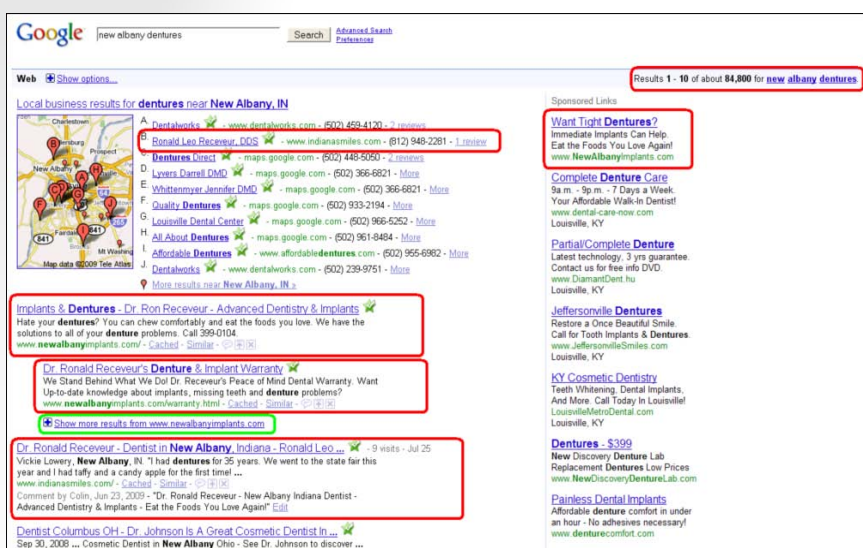 Google
new albany dentures
Search
Advanced Search
Preferences
Web Show options...
Results 1 - 10 of about 84,800 for new albany dentures.
Local business results for dentures near New Albany, IN
Charlestown
Prospect
New Albany
841
265
841
Mt Washing
Map data ©2009 Tele Atlas
A. Dentalworks - www.dentalworks.com - (502) 459-4120 - 2 reviews
B. Ronald Leo Receveur, DDS - www.indianasmiles.com - (812) 948-2281 - 1 review
Dentures Direct - maps.google.com - (502) 448-5050 - 2 reviews
D. Lyvers Darrell DMD - maps.google.com - (502) 366-6821 - More
E. Whittenmyer Jennifer DMD - maps.google.com - (502) 366-6821 - More
F. Quality Dentures - maps.google.com - (502) 933-2194 - More
G. Louisville Dental Center - maps.google.com - (502) 966-5252 - More
H. All About Dentures - maps.google.com - (502) 961-8484 - More
I. Affordable Dentures - www.affordabledentures.com - (502) 955-6982 - More
J. Dentalworks - www.dentalworks.com - (502) 239-9751 - More
More results near New Albany, IN »
Implants & Dentures - Dr. Ron Receveur - Advanced Dentistry & Implants
Hate your dentures? You can chew comfortably and eat the foods you love. We have the
solutions to all of your denture problems. Call 399-0104.
www.newalbanyimplants.com/ - Cached - Similar -
Dr. Ronald Receveur's Denture & Implant Warranty
We Stand Behind What We Do! Dr. Receveur's Peace of Mind Dental Warranty. Want
Up-to-date knowledge about implants, missing teeth and denture problems?
www.newalbanyimplants.com/warranty.html - Cached - Similar -
Show more results from www.newalbanyimplants.com
Dr. Ronald Receveur - Dentist in New Albany, Indiana - Ronald Leo ... - 9 visits - Jul 25
Vickie Lowery, New Albany, IN. "I had dentures for 35 years. We went to the state fair this
year and I had taffy and a candy apple for the first time! ...
www.indianasmiles.com/ - Cached - Similar -
Comment by Colin, Jun 23, 2009 - "Dr. Ronald Receveur - New Albany Indiana Dentist -
Advanced Dentistry & Implants - Eat the Foods You Love Again!" Edit
Dentist Columbus OH - Dr. Johnson Is A Great Cosmetic Dentist In ...
Sep 30, 2008 ... Cosmetic Dentist in New Albany Ohio - See Dr. Johnson to discover ...
Sponsored Links
Want Tight Dentures?
Immediate Implants Can Help.
Eat the Foods You Love Again!
www.NewAlbanyImplants.com
Complete Denture Care
9a.m. - 9p.m. - 7 Days a Week.
Your Affordable Walk-In Dentist!
www.dental-care-now.com
Louisville, KY
Partial/Complete Denture
Latest technology, 3 yrs guarantee.
Contact us for free info DVD.
www.DiamantDent.hu
Louisville, KY
Jeffersonville Dentures
Restore a Once Beautiful Smile.
Call for Tooth Implants & Dentures.
www.JeffersonvilleSmiles.com
Louisville, KY
KY Cosmetic Dentistry
Teeth Whitening, Dental Implants,
And More. Call Today In Louisville!
LouisvilleMetroDental.com
Louisville, KY
Dentures - $399
New Discovery Denture Lab
Replacement Dentures Low Prices
www.NewDiscoveryDentureLab.com
Painless Dental Implants
Affordable denture comfort in under
an hour - No adhesives necessary!
www.denturecomfort.com